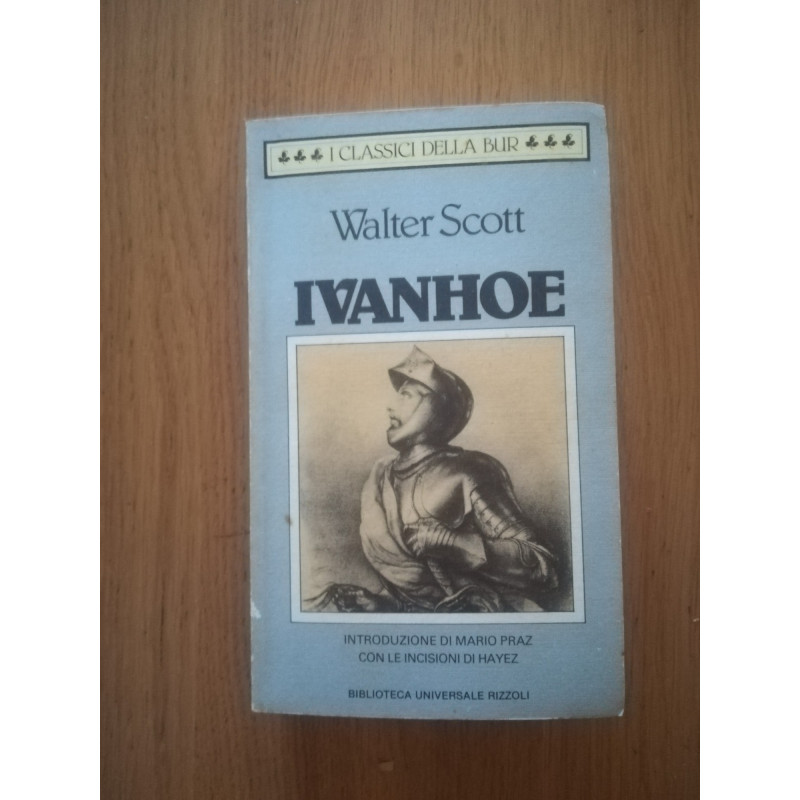 I CLASSICI DELLA BUR
Walter Scott
IVANHOE
INTRODUZIONE DI MARIO PRAZ
CON LE INCISIONI DI HAYEZ
BIBLIOTECA UNIVERSALE RIZZOLI